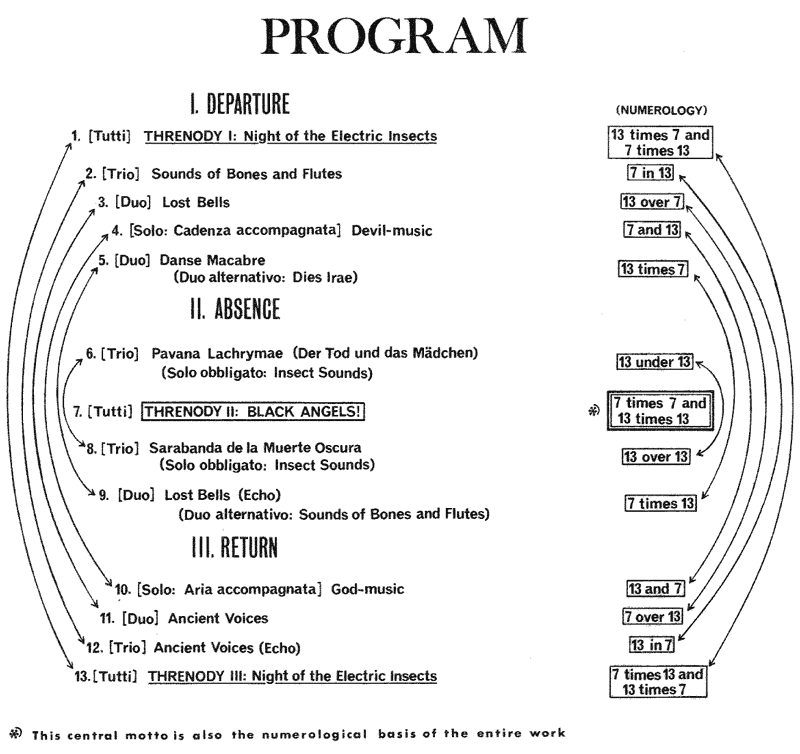 PROGRAM
I. DEPARTURE
(NUMEROLOGY)
1. [Tutti] THRENODY I: Night of the Electric Insects
13 times 7 and
7 times 13
2. [Trio] Sounds of Bones and Flutes
7 in 13
3. [Duo] Lost Bells
13 over 7
4. [Solo: Cadenza accompagnata] Devil-music
7 and 13
5. [Duo] Danse Macabre
(Duo alternativo: Dies Irae)
13 times 7
II. ABSENCE
6. [Trio] Pavana Lachrymae (Der Tod und das Mädchen)
(Solo obbligato: Insect Sounds)
13 under 13
7. [Tutti] THRENODY II: BLACK ANGELS!
7 times 7 and
13 times 13
8. [Trio] Sarabanda de la Muerte Oscura
(Solo obbligato: Insect Sounds)
13 over 13
9. [Duo] Lost Bells (Echo)
(Duo alternativo: Sounds of Bones and Flutes)
7 times 13
III. RETURN
10. [Solo: Aria accompagnata] God-music
13 and 7
11. [Duo] Ancient Voices
7 over 13
12. [Trio] Ancient Voices (Echo)
13 in 7
13. [Tutti] THRENODY III: Night of the Electric Insects
7 times 13 and
13 times 7
This central motto is also the numerological basis of the entire work